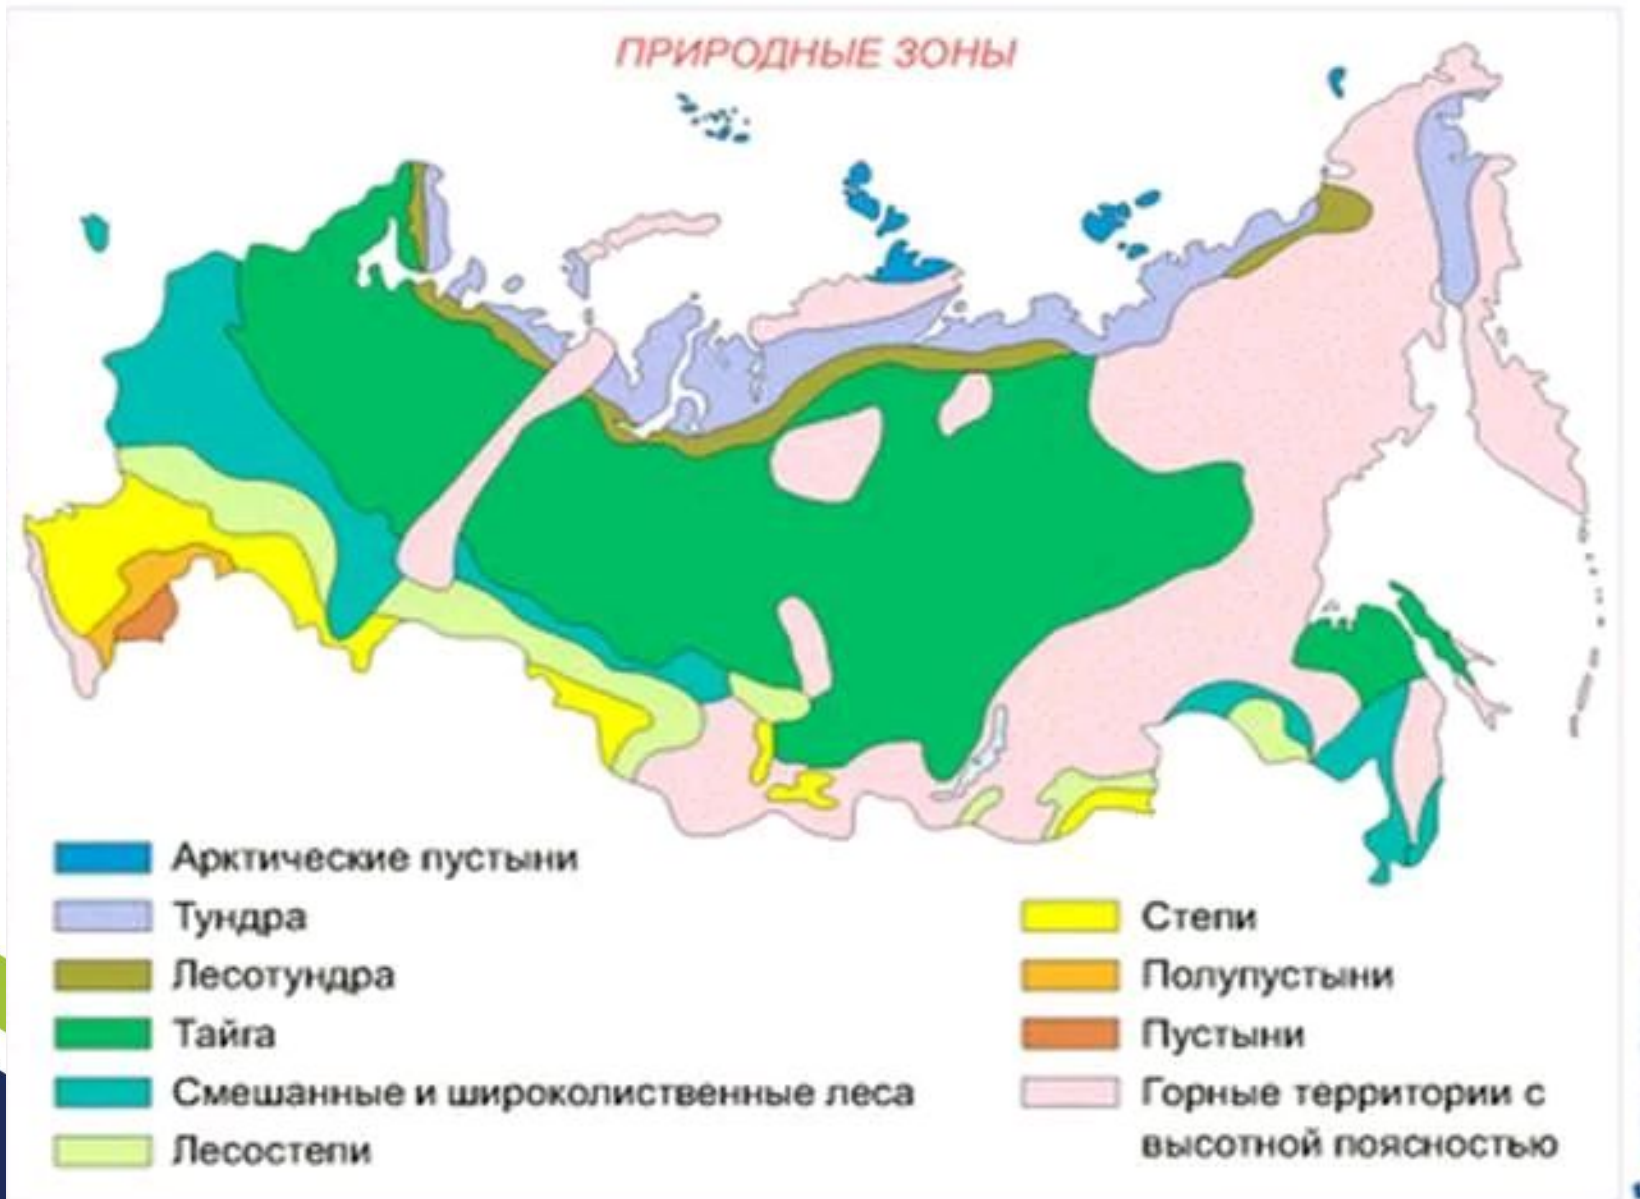 ПРИРОДНЫЕ ЗОНЫ
Арктические пустыни
Тундра
Лесотундра
Тайга
Смешанные и широколиственные леса
Лесостепи
Степи
Полупустыни
Пустыни
Горные территории с
высотной поясностью